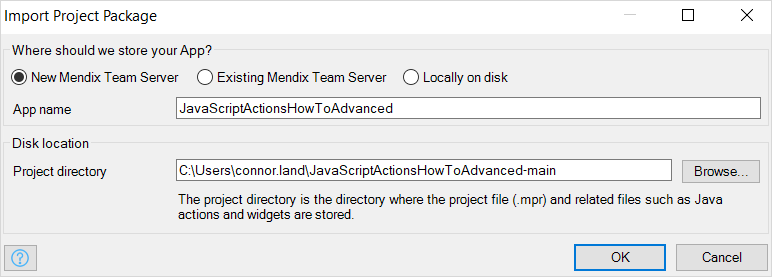 Import Project Package
Where should we store your App?
New Mendix Team Server Existing Mendix Team Server Locally on disk
App name JavaScriptActionsHowToAdvanced
Disk location
Project directory C:\Users\connor.land\JavaScriptActionsHowToAdvanced-main Browse...
The project directory is the directory where the project file (.mpr) and related files such as Java
actions and widgets are stored.
? OK Cancel